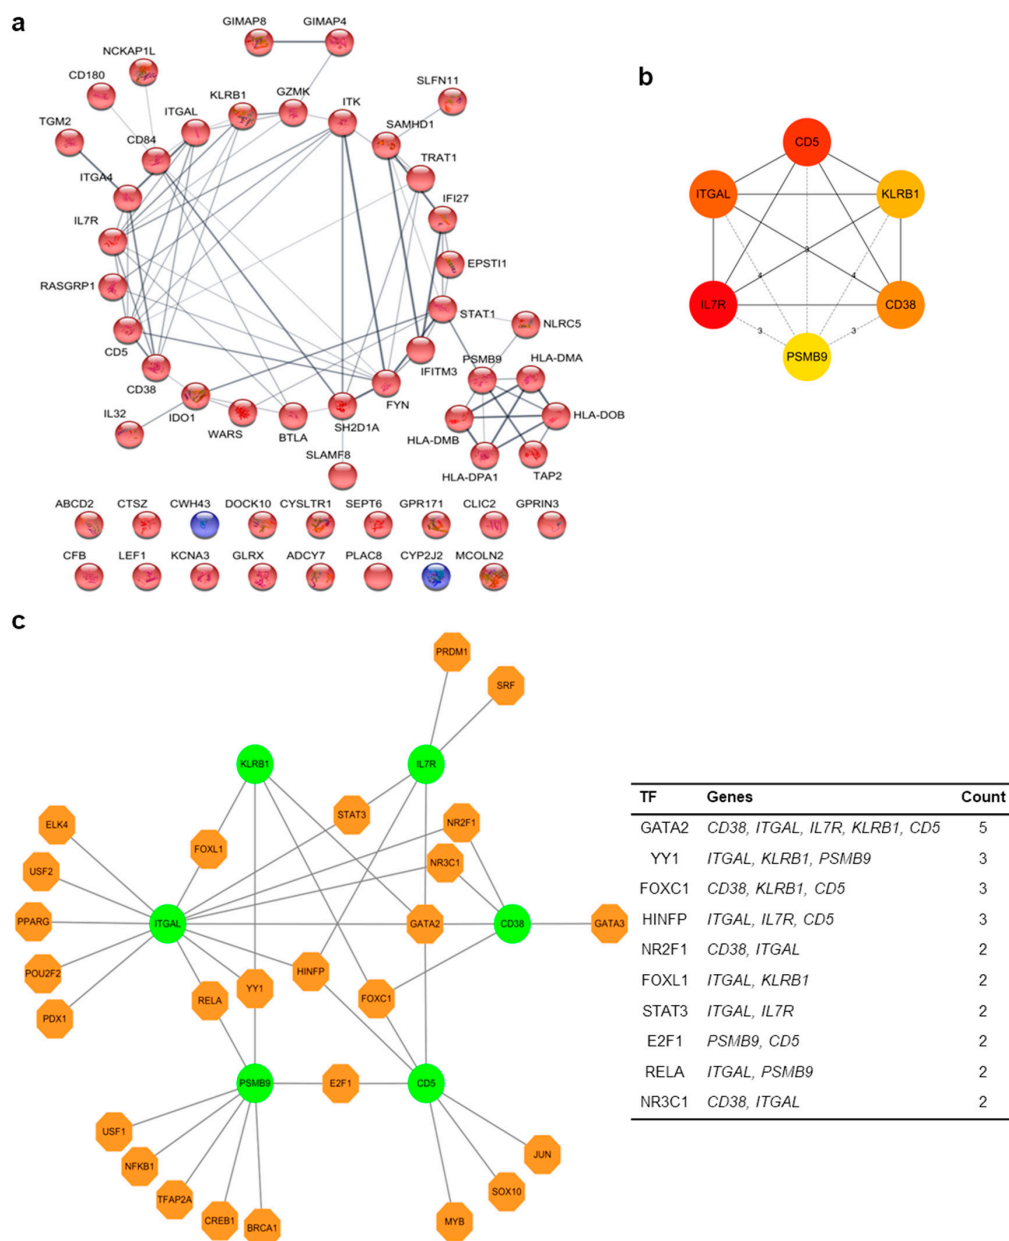 a
GIMAP8
GIMAP4
NCKAP1L
CD180
KLRB1
GZMK
ITK
SLFN11
ITGAL
SAMHD1
TGM2
CD84
TRAT1
ITGA4
IFI27
IL7R
EPSTI1
RASGRP1
STAT1
NLRC5
CD5
PSMB9
HLA-DMA
IFITM3
CD38
FYN
HLA-DOB
IL32
IDO1
WARS
BTLA
SH2D1A
HLA-DMB
SLAMF8
HLA-DPA1
TAP2
ABCD2 CTSZ CWH43 DOCK10 CYSLTR1 SEPT6 GPR171 CLIC2 GPRIN3
CFB LEF1 KCNA3 GLRX ADCY7 PLAC8 CYP2J2 MCOLN2
b
CD5
ITGAL
KLRB1
3
4
4
IL7R
CD38
3
3
PSMB9
c
PRDM1
SRF
KLRB1
IL7R
STAT3
ELK4
NR2F1
FOXL1
NR3C1
USF2
PPARG
ITGAL
GATA2
CD38
GATA3
POU2F2
HINFP
YY1
FOXC1
RELA
PDX1
PSMB9
E2F1
CD5
USF1
NFKB1
JUN
TFAP2A
SOX10
CREB1
BRCA1
MYB
TF Genes Count
GATA2 CD38, ITGAL, IL7R, KLRB1, CD5 5
YY1 ITGAL, KLRB1, PSMB9 3
FOXC1 CD38, KLRB1, CD5 3
HINFP ITGAL, IL7R, CD5 3
NR2F1 CD38, ITGAL 2
FOXL1 ITGAL, KLRB1 2
STAT3 ITGAL, IL7R 2
E2F1 PSMB9, CD5 2
RELA ITGAL, PSMB9 2
NR3C1 CD38, ITGAL 2